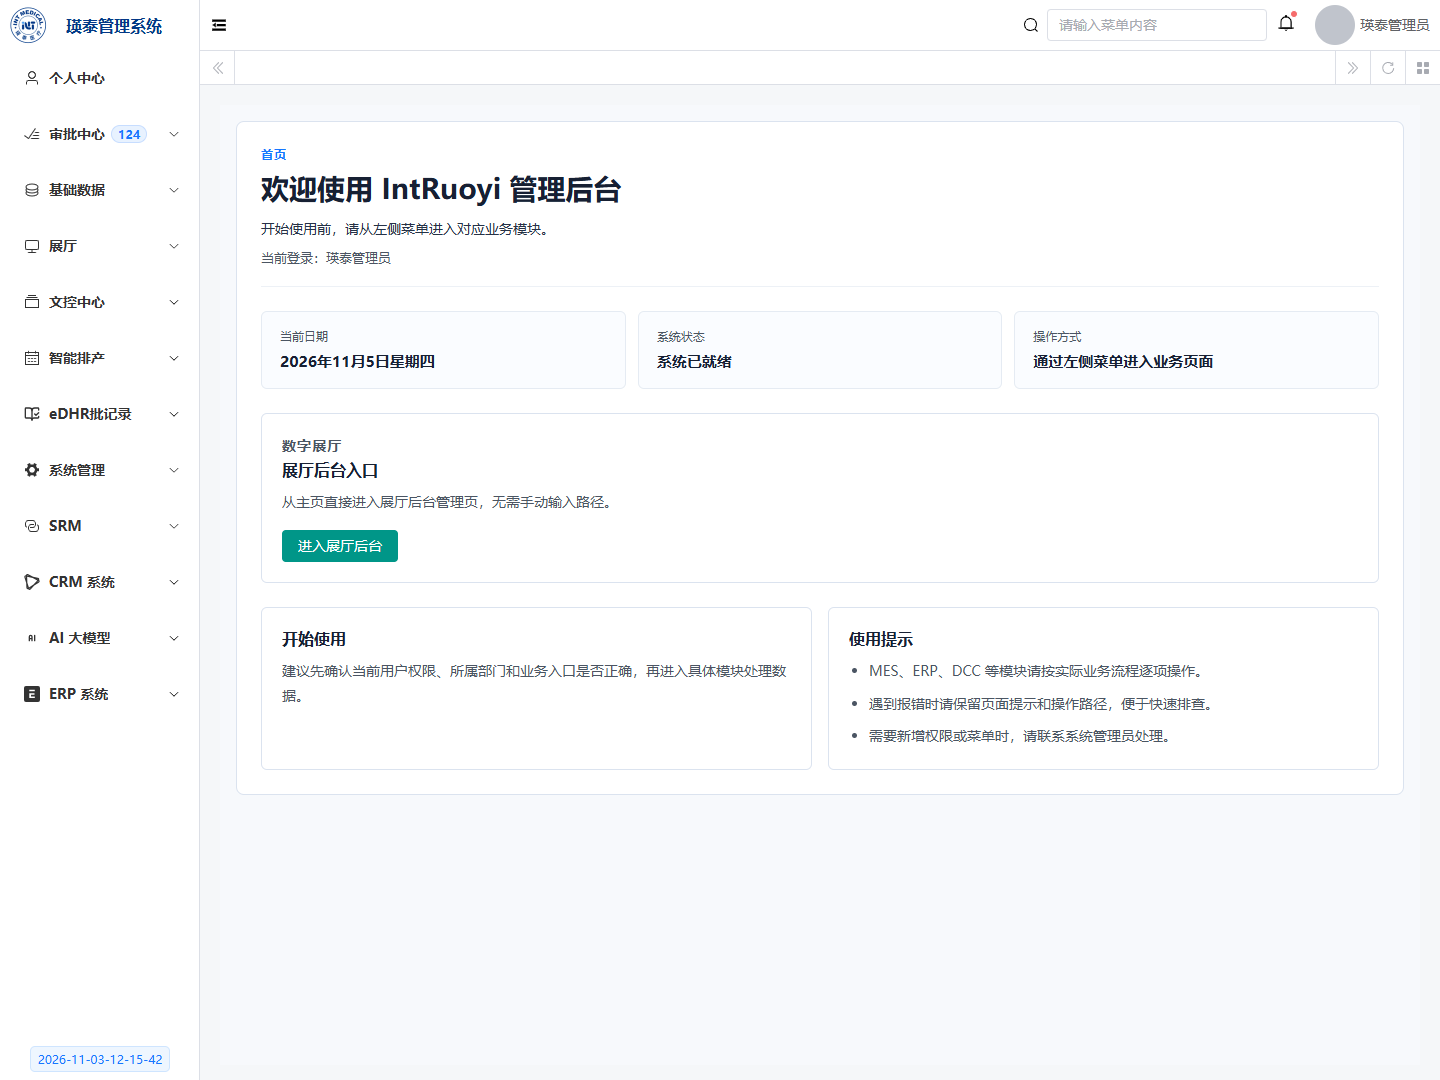 INT MEDICAL
INT
瑛泰医疗
瑛泰管理系统
请输入菜单内容
瑛泰管理员
个人中心
审批中心 124
基础数据
展厅
文控中心
智能排产
eDHR批记录
系统管理
SRM
CRM 系统
AI AI 大模型
E ERP 系统
2026-11-03-12-15-42
首页
欢迎使用 IntRuoyi 管理后台
开始使用前，请从左侧菜单进入对应业务模块。
当前登录：瑛泰管理员
当前日期
2026年11月5日星期四
系统状态
系统已就绪
操作方式
通过左侧菜单进入业务页面
数字展厅
展厅后台入口
从主页直接进入展厅后台管理页，无需手动输入路径。
进入展厅后台
开始使用
建议先确认当前用户权限、所属部门和业务入口是否正确，再进入具体模块处理数
据。
使用提示
• MES、ERP、DCC 等模块请按实际业务流程逐项操作。
• 遇到报错时请保留页面提示和操作路径，便于快速排查。
• 需要新增权限或菜单时，请联系系统管理员处理。